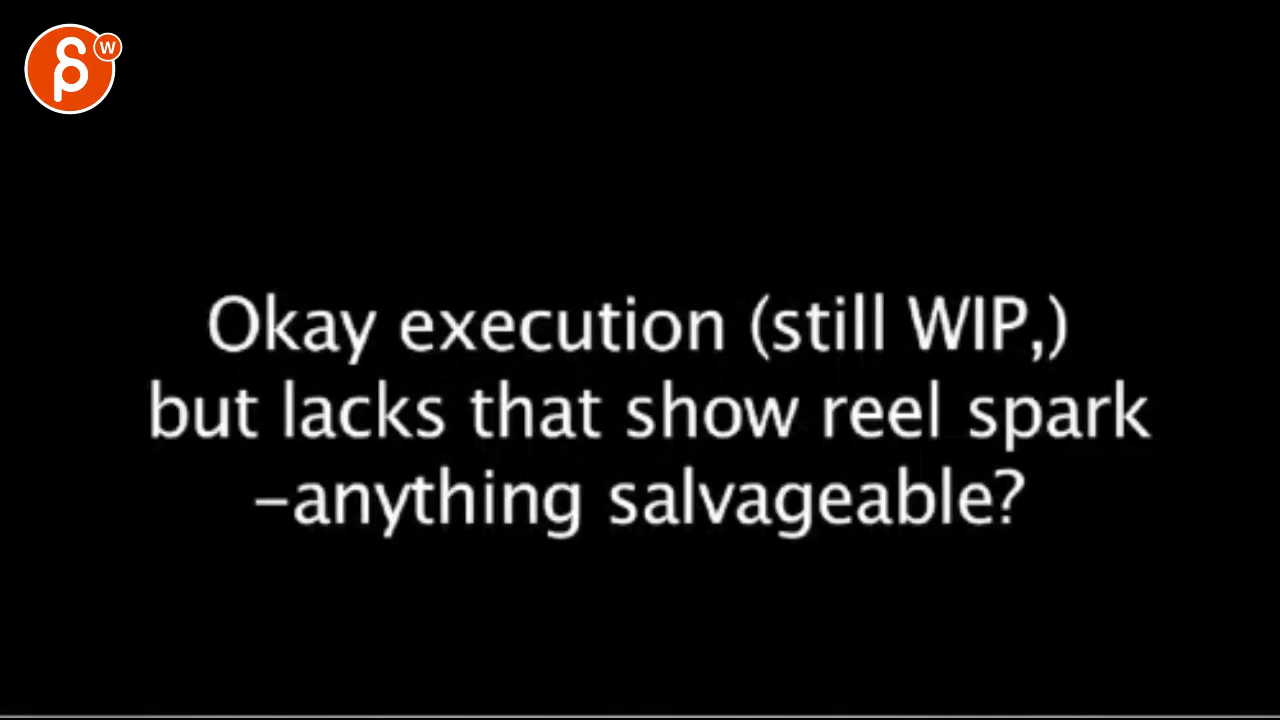 W
Okay execution (still WIP,)
but lacks that show reel spark
-anything salvageable?